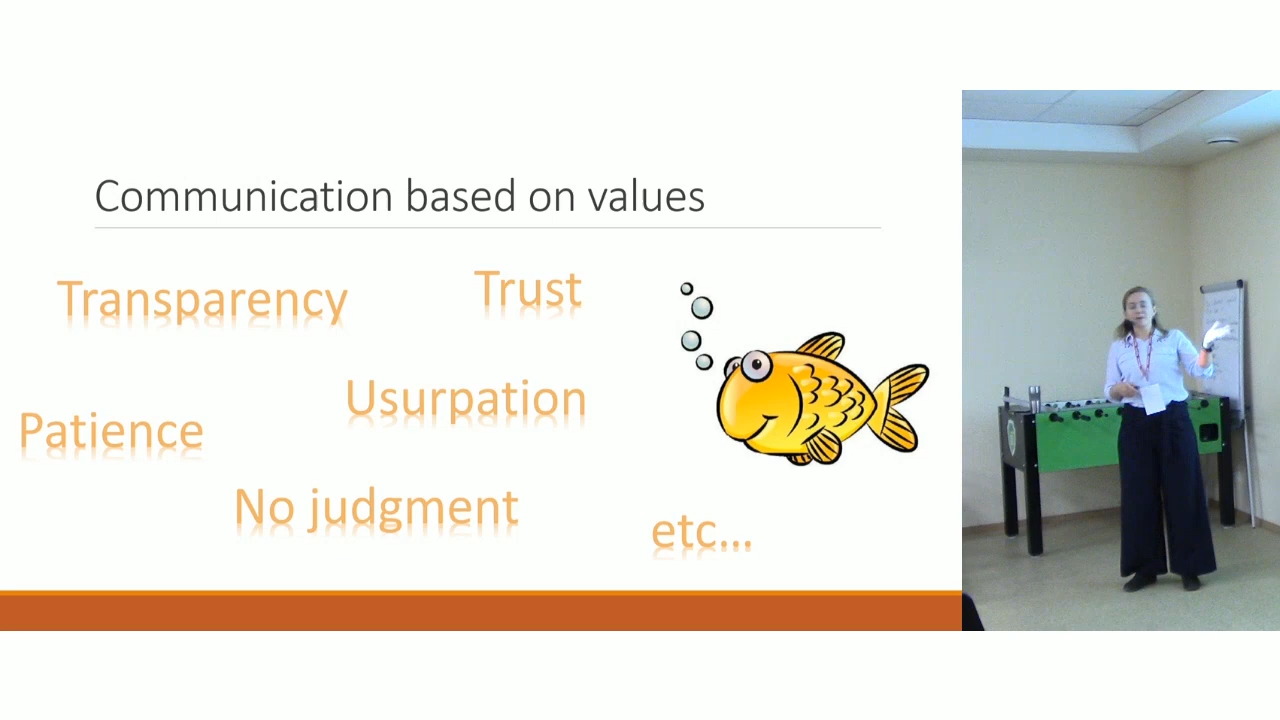 Communication based on values
Transparency
Trust
Usurpation
Patience
No judgment
etc...